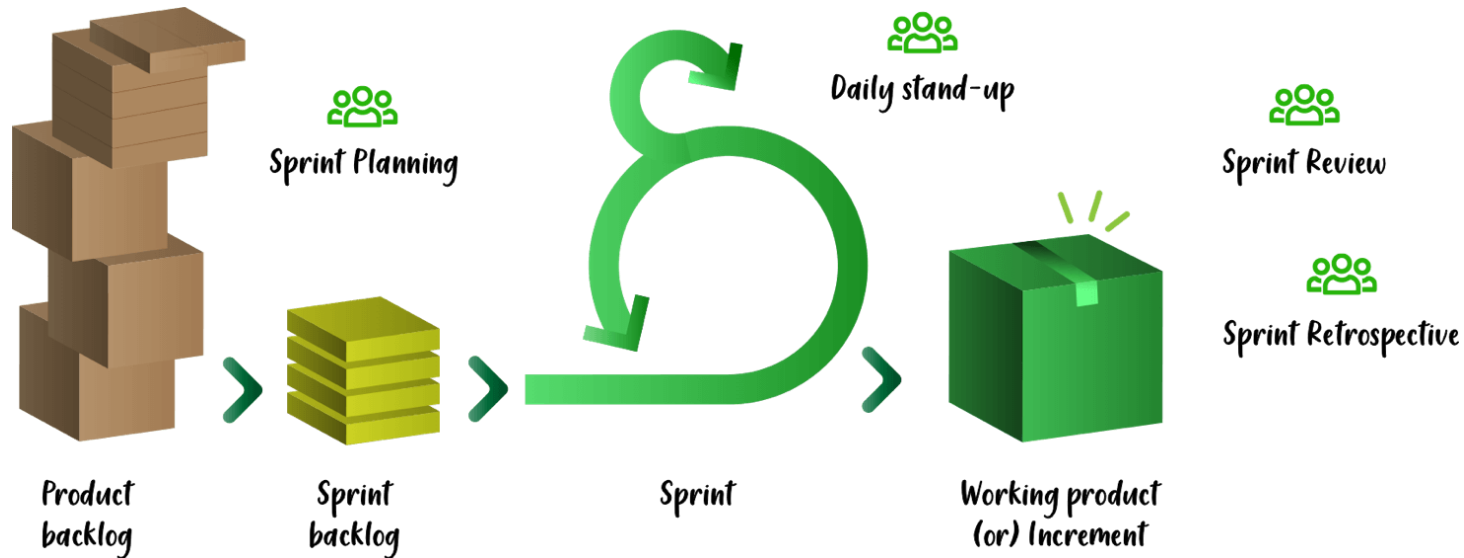 Daily stand-up
Sprint Planning
Sprint Review
Sprint Retrospective
Product
backlog
Sprint
backlog
Sprint
Working product
(or) Increment